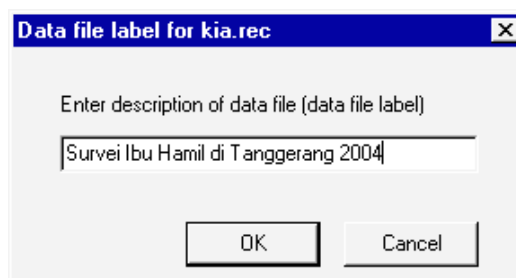 Data file label for kia.rec
Enter description of data file (data file label)
Survei Ibu Hamil di Tanggerang 2004
OK
Cancel